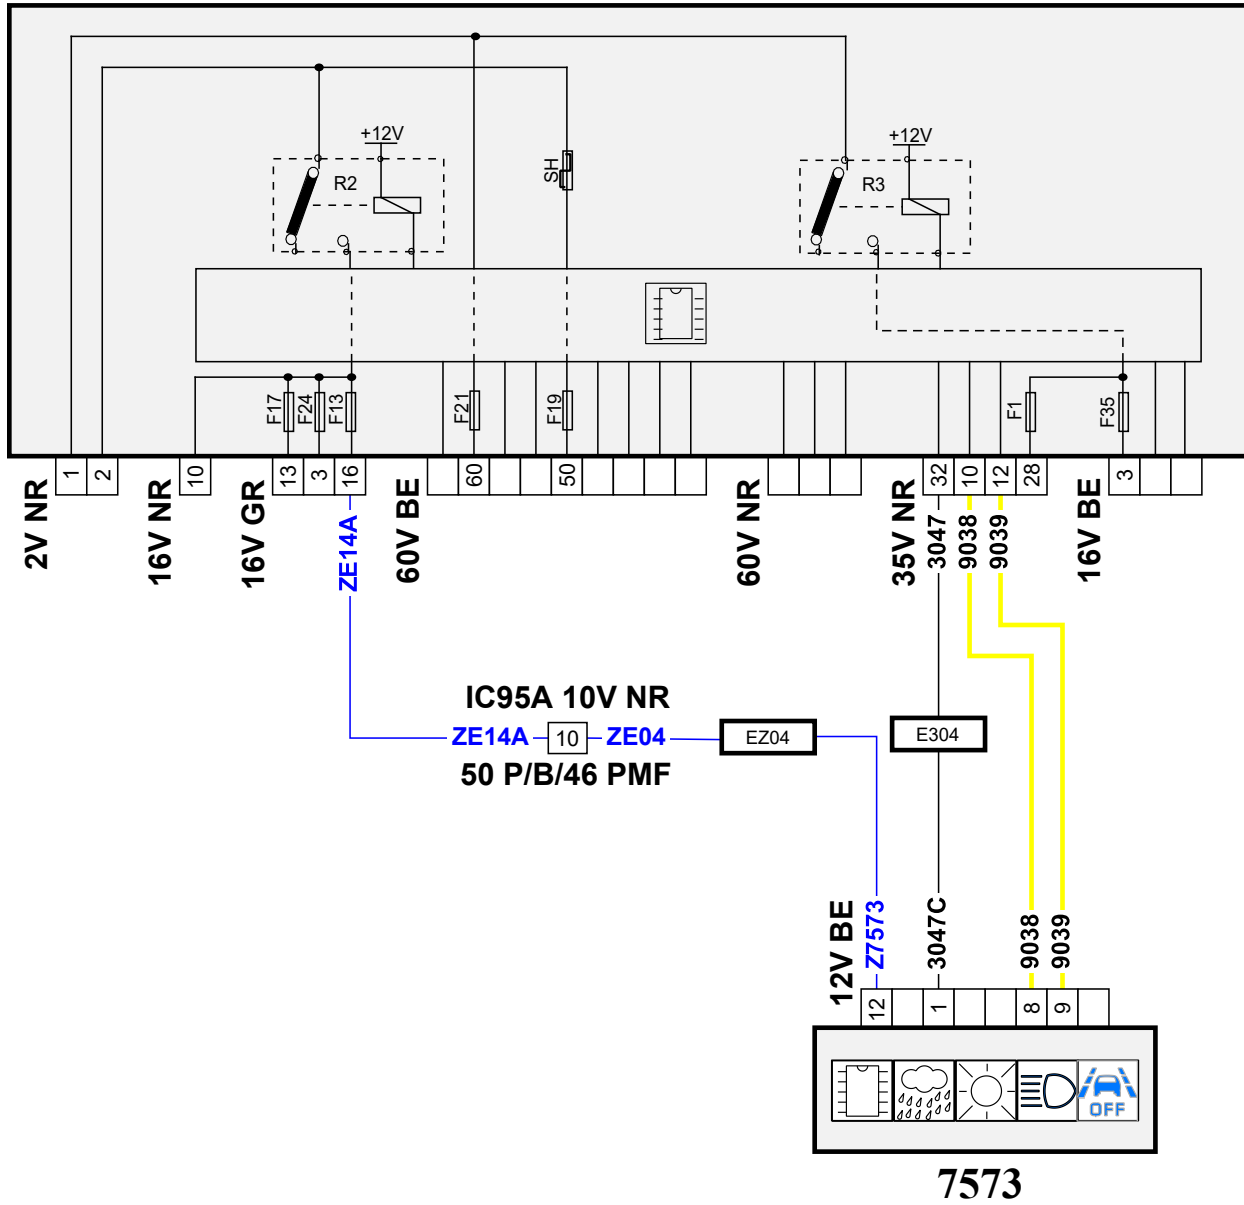 +12V
+12V
R2
SH
R3
F17
F24
F13
F21
F19
F1
F35
2V NR
1
2
16V NR
10
16V GR
13
3
16
60V BE
60
50
60V NR
35V NR
32
10
12
28
16V BE
3
ZE14A
3047
9038
9039
IC95A 10V NR
ZE14A
10
ZE04
EZ04
E304
50 P/B/46 PMF
12V BE
Z7573
3047C
9038
9039
12
1
8
9
OFF
7573